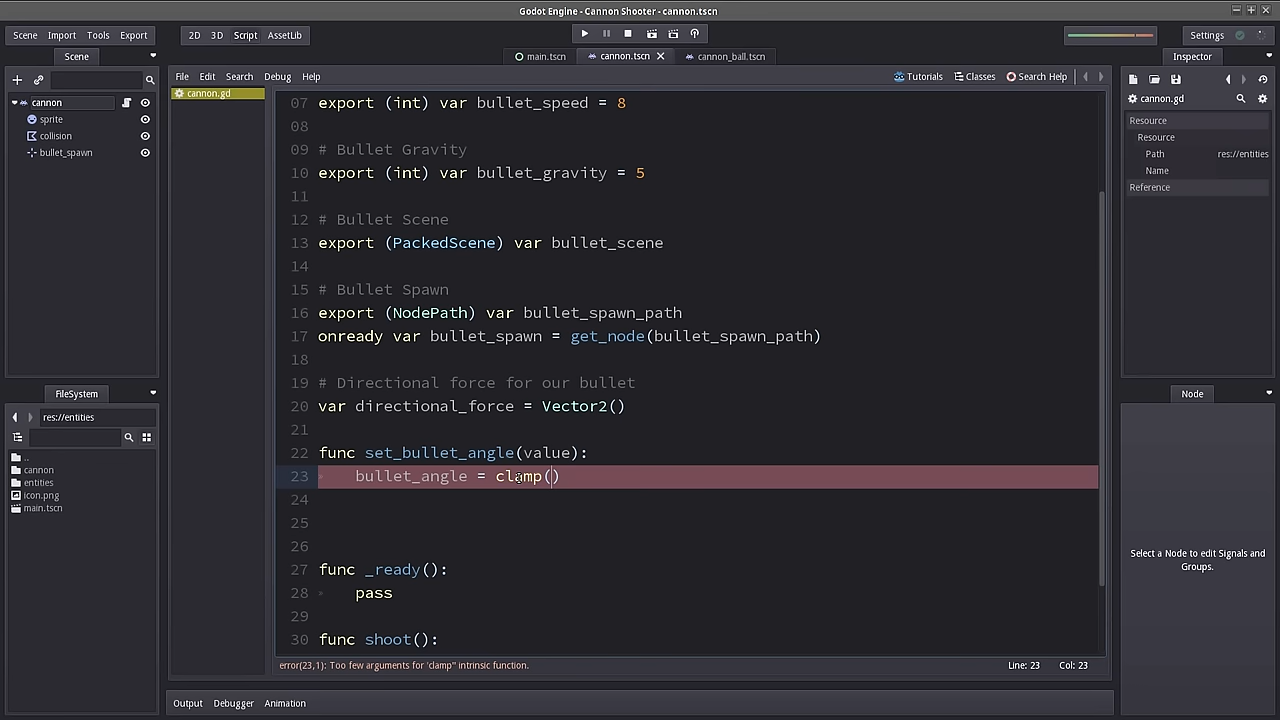 Godot Engine - Cannon Shooter - cannon.tscn
Scene Import Tools Export 2D 3D Script AssetLib Settings
Scene main.tscn cannon.tscn cannon_ball.tscn Inspector
File Edit Search Debug Help Tutorials Classes Search Help
cannon cannon.gd cannon.gd
sprite
collision
bullet_spawn
Resource
Resource
Path res://entities
Name
Reference
07 export (int) var bullet_speed = 8
08
09 # Bullet Gravity
10 export (int) var bullet_gravity = 5
11
12 # Bullet Scene
13 export (PackedScene) var bullet_scene
14
15 # Bullet Spawn
16 export (NodePath) var bullet_spawn_path
17 onready var bullet_spawn = get_node(bullet_spawn_path)
18
19 # Directional force for our bullet
20 var directional_force = Vector2()
21
22 func set_bullet_angle(value):
23 bullet_angle = clamp()
24
25
26
27 func _ready():
28 pass
29
30 func shoot():
error(23,1): Too few arguments for 'clamp" intrinsic function. Line: 23 Col: 23
FileSystem
res://entities
..
cannon
entities
icon.png
main.tscn
Node
Select a Node to edit Signals and
Groups.
Output Debugger Animation